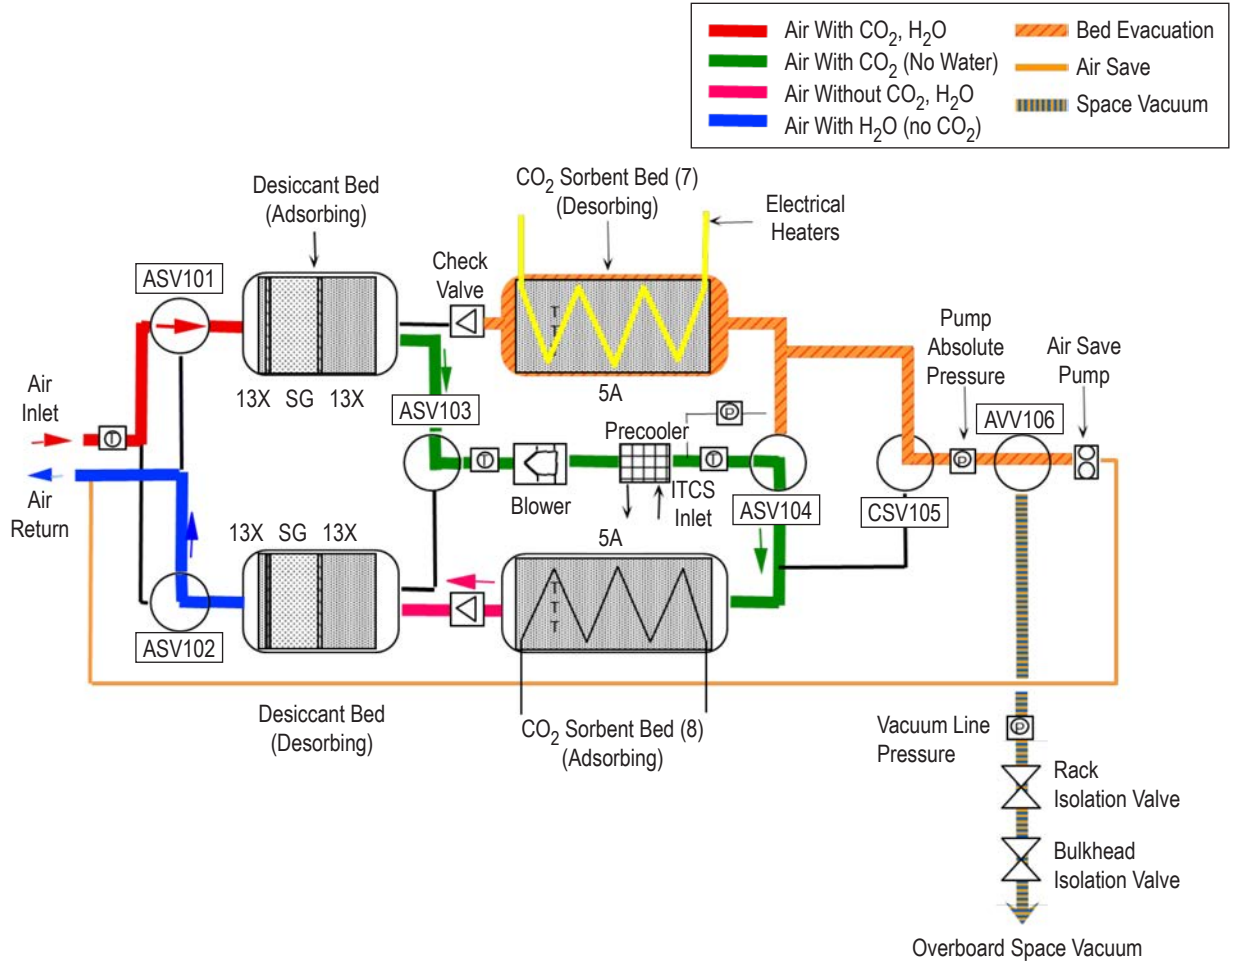 Air With CO2, H2O
Air With CO2 (No Water)
Air Without CO2, H2O
Air With H2O (no CO2)
Bed Evacuation
Air Save
Space Vacuum
Desiccant Bed
(Adsorbing)
CO2 Sorbent Bed (7)
(Desorbing)
Electrical
Heaters
ASV101
Check
Valve
T
T
Pump
Absolute
Pressure
Air Save
Pump
13X SG 13X
5A
Air
Inlet
T
ASV103
P
Precooler
AVV106
T
T
P
Air
Return
Blower
ITCS
Inlet
ASV104
CSV105
13X SG 13X
5A
T
T
T
ASV102
Desiccant Bed
(Desorbing)
CO2 Sorbent Bed (8)
(Adsorbing)
Vacuum Line
Pressure
P
Rack
Isolation Valve
Bulkhead
Isolation Valve
Overboard Space Vacuum